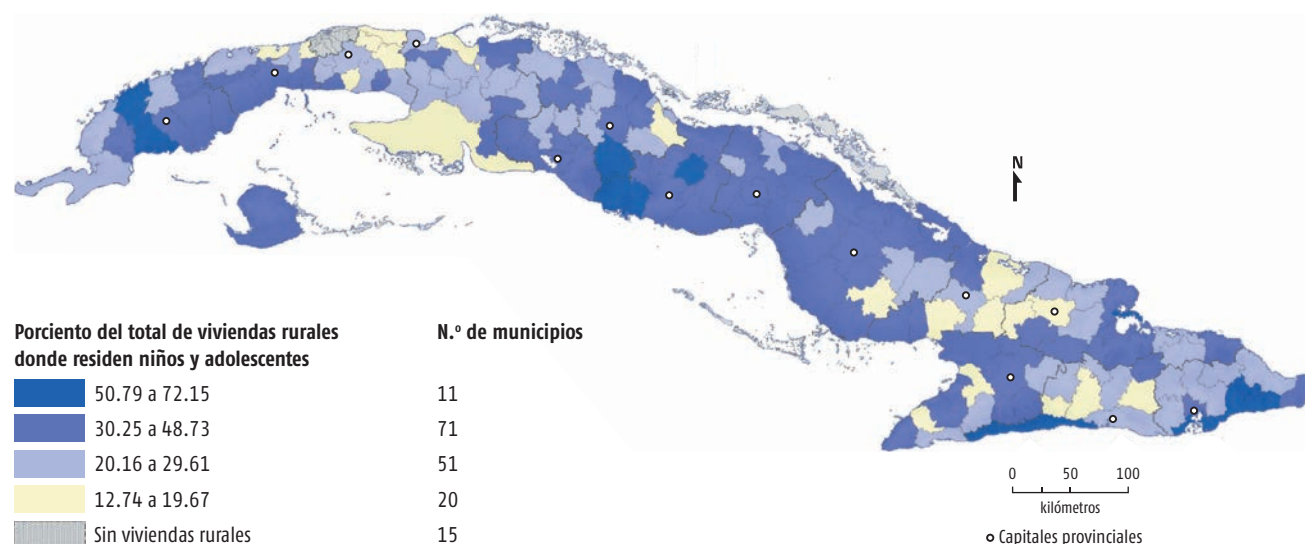 N
Porciento del total de viviendas rurales
donde residen niños y adolescentes
N.º de municipios
50.79 a 72.15 11
30.25 a 48.73 71
20.16 a 29.61 51
12.74 a 19.67 20
Sin viviendas rurales 15
0 50 100
kilómetros
Capitales provinciales